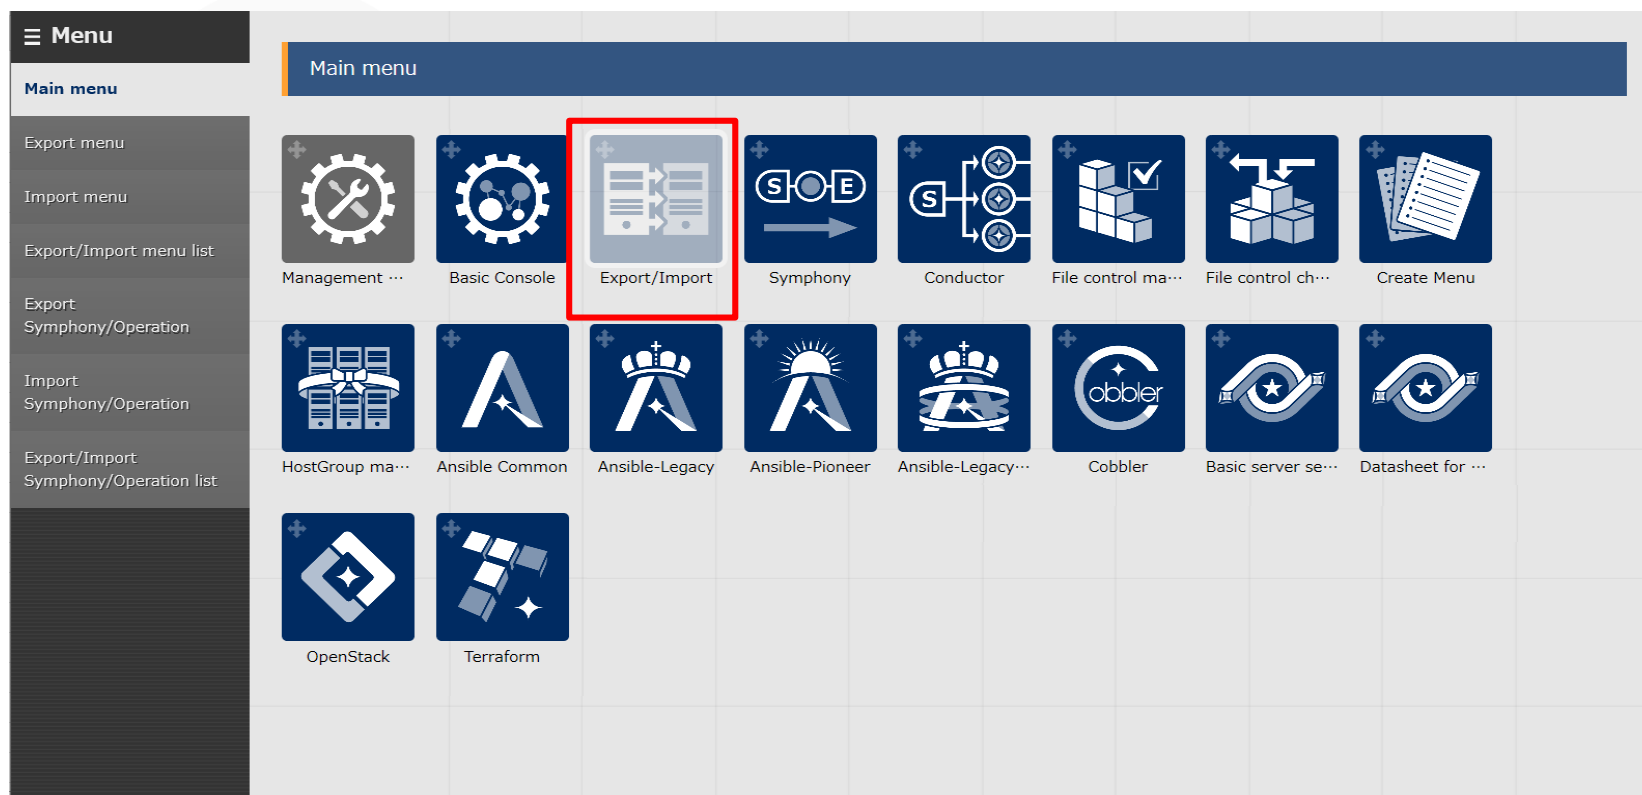 Menu
Main menu
Export menu
Import menu
Export/Import menu list
Export
Symphony/Operation
Import
Symphony/Operation
Export/Import
Symphony/Operation list
Main menu
S O E
S
Management ···
Basic Console
Export/Import
Symphony
Conductor
File control ma···
File control ch···
Create Menu
obbler
HostGroup ma···
Ansible Common
Ansible-Legacy
Ansible-Pioneer
Ansible-Legacy···
Cobbler
Basic server se···
Datasheet for ···
OpenStack
Terraform